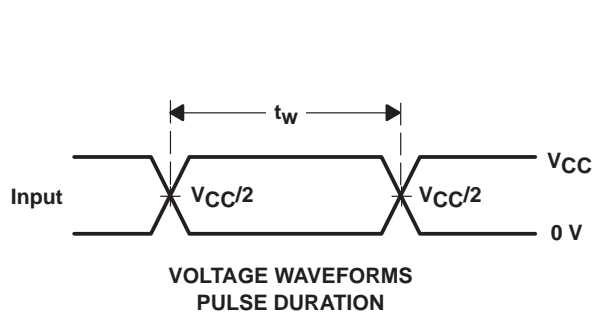 tw
VCC
Input
VCC/2
VCC/2
0 V
VOLTAGE WAVEFORMS
PULSE DURATION